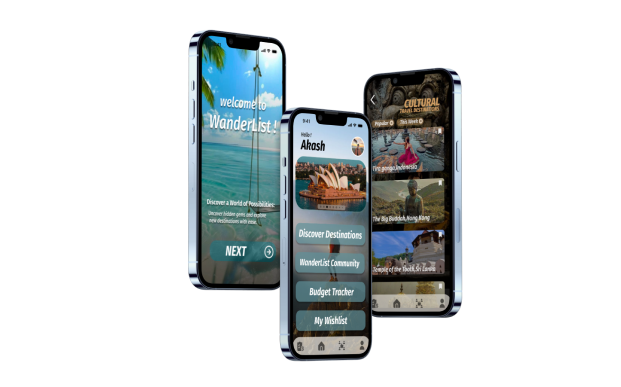 welcome to
WanderList !
Discover a World of Possibilities:
Discover hidden gems and explore
new destinations with ease.
NEXT
9:41
Hello!
Akash
Discover Destinations
WanderList Community
Budget Tracker
My Wishlist
CULTURAL
TRAVEL DESTINATIONS
Popular
This Week
Tirta gangga, Indonesia
The Big Buddah, Hong Kong
Temple of the Tooth, Sri Lanka